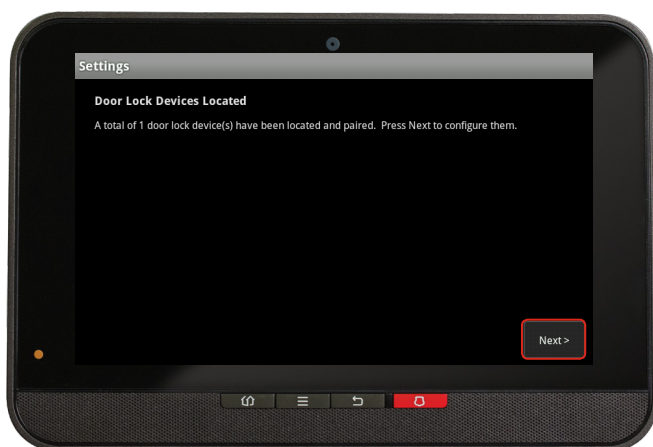 Settings
Door Lock Devices Located
A total of 1 door lock device(s) have been located and paired. Press Next to configure them.
Next >